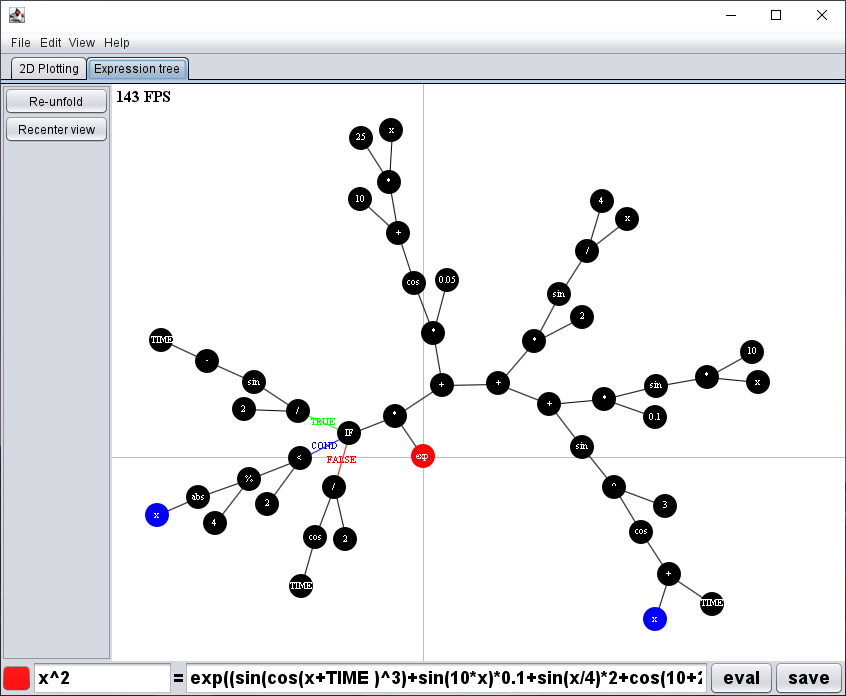 File Edit View Help
2D Plotting Expression tree
Re-unfold
Recenter view
143 FPS
25 x
*
10
+
cos 0.05
*
4
x
/
sin
2
*
TIME
-
sin
2 /
TRUE
IF
COND
FALSE
*
+
+
exp
<
%
abs
2
4
x
/
cos 2
TIME
+
*
0.1
sin
*
10
x
sin
^
3
cos
+
TIME
x
x^2 = exp((sin(cos(x+TIME )^3)+sin(10*x)*0.1+sin(x/4)*2+cos(10+2 eval save